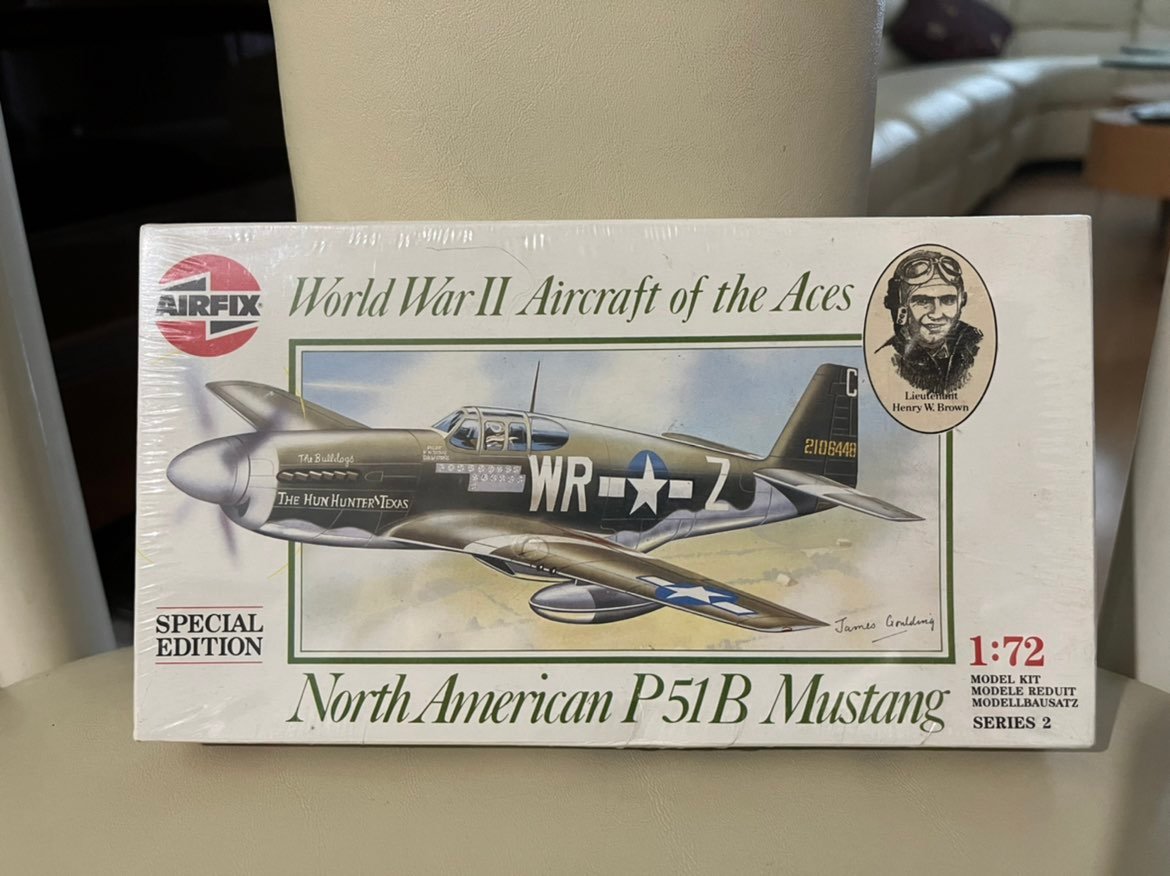 AIRFIX
World War II Aircraft of the Aces
Lieutenant
Henry W. Brown
C
2106448
The Bulldogs
THE HUN HUNTER TEXAS
WR
Z
James Goulding
SPECIAL
EDITION
1:72
MODEL KIT
MODELE REDUIT
MODELLBAUSATZ
SERIES 2
North American P51B Mustang